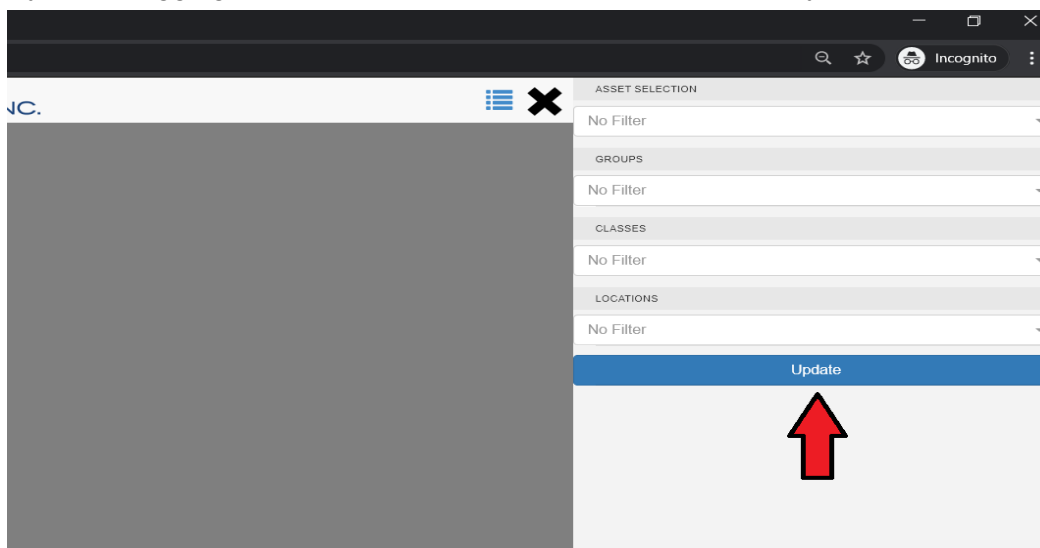 Incognito
NC.
ASSET SELECTION
No Filter
GROUPS
No Filter
CLASSES
No Filter
LOCATIONS
No Filter
Update